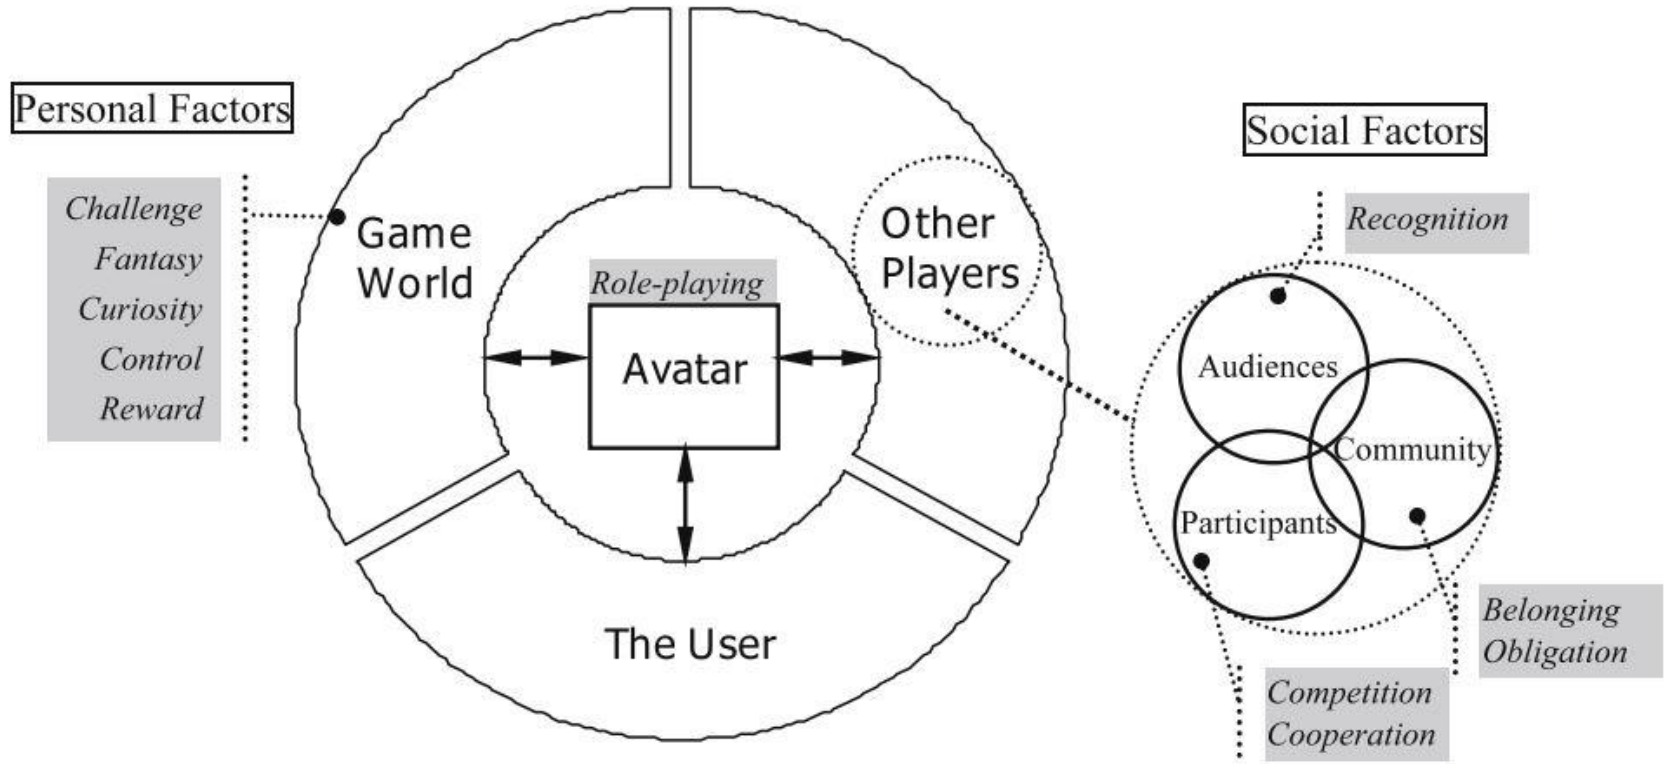 Personal Factors
Challenge
Fantasy
Curiosity
Control
Reward
Game
World
Role-playing
Avatar
The User
Other
Players
Social Factors
Recognition
Audiences
Community
Participants
Belonging
Obligation
Competition
Cooperation